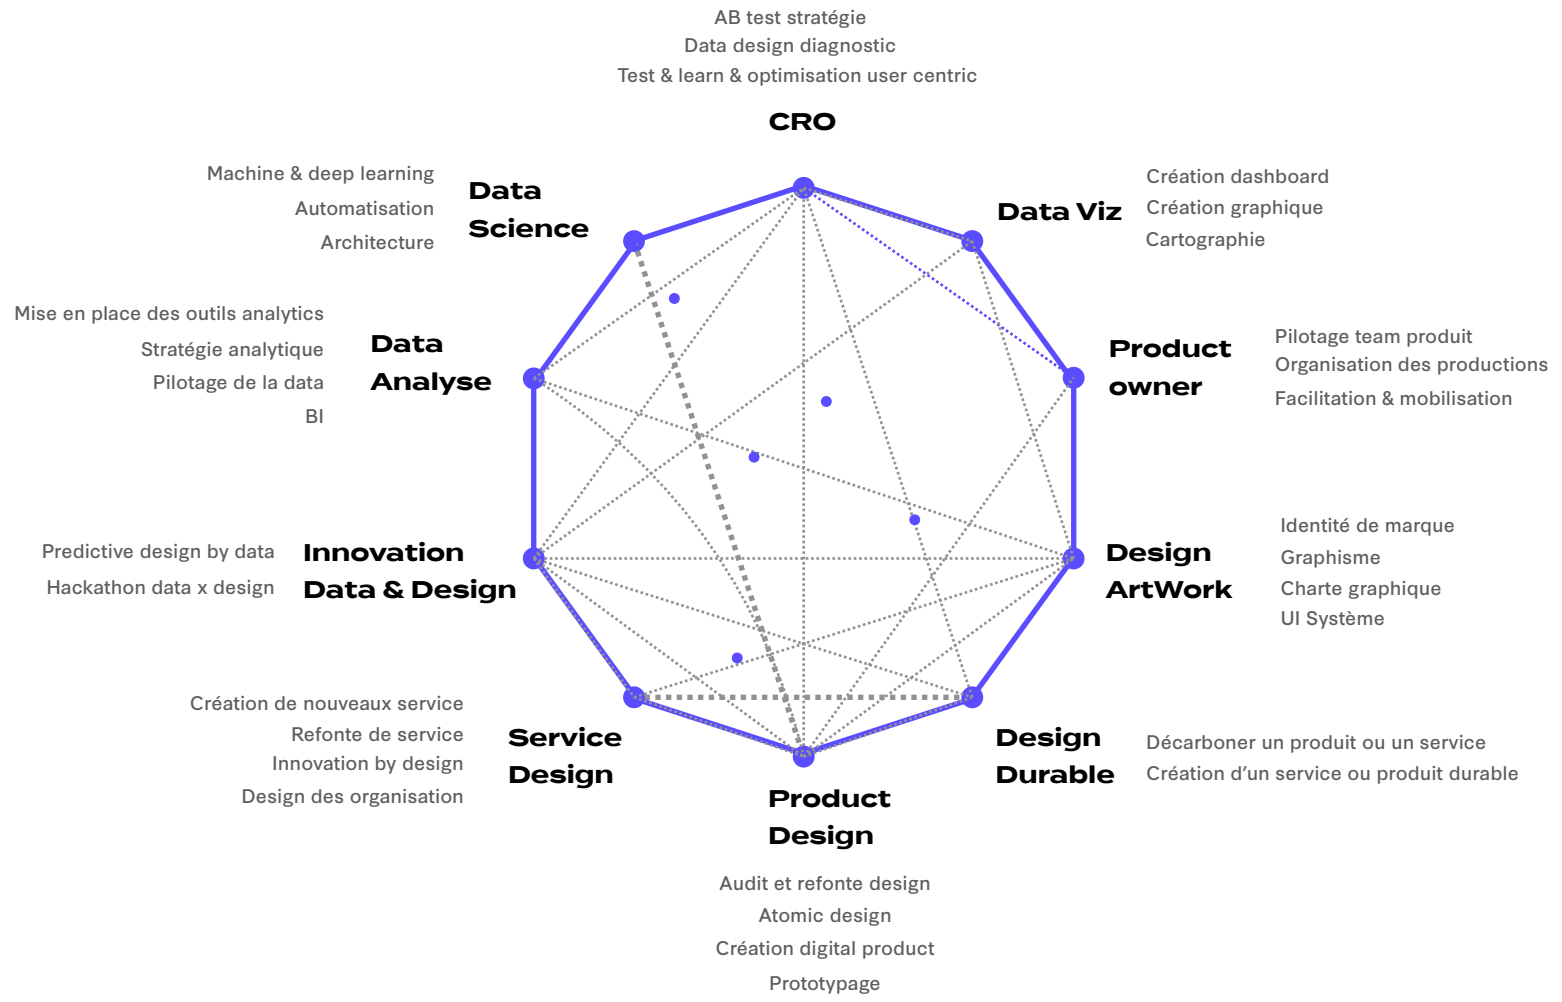 AB test stratégie
Data design diagnostic
Test & learn & optimisation user centric
CRO
Machine & deep learning
Automatisation
Architecture
Data
Science
Data Viz
Création dashboard
Création graphique
Cartographie
Mise en place des outils analytics
Stratégie analytique
Pilotage de la data
BI
Data
Analyse
Product
owner
Pilotage team produit
Organisation des productions
Facilitation & mobilisation
Predictive design by data
Hackathon data x design
Innovation
Data & Design
Design
ArtWork
Identité de marque
Graphisme
Charte graphique
UI Système
Création de nouveaux service
Refonte de service
Innovation by design
Design des organisation
Service
Design
Design
Durable
Décarboner un produit ou un service
Création d’un service ou produit durable
Product
Design
Audit et refonte design
Atomic design
Création digital product
Prototypage